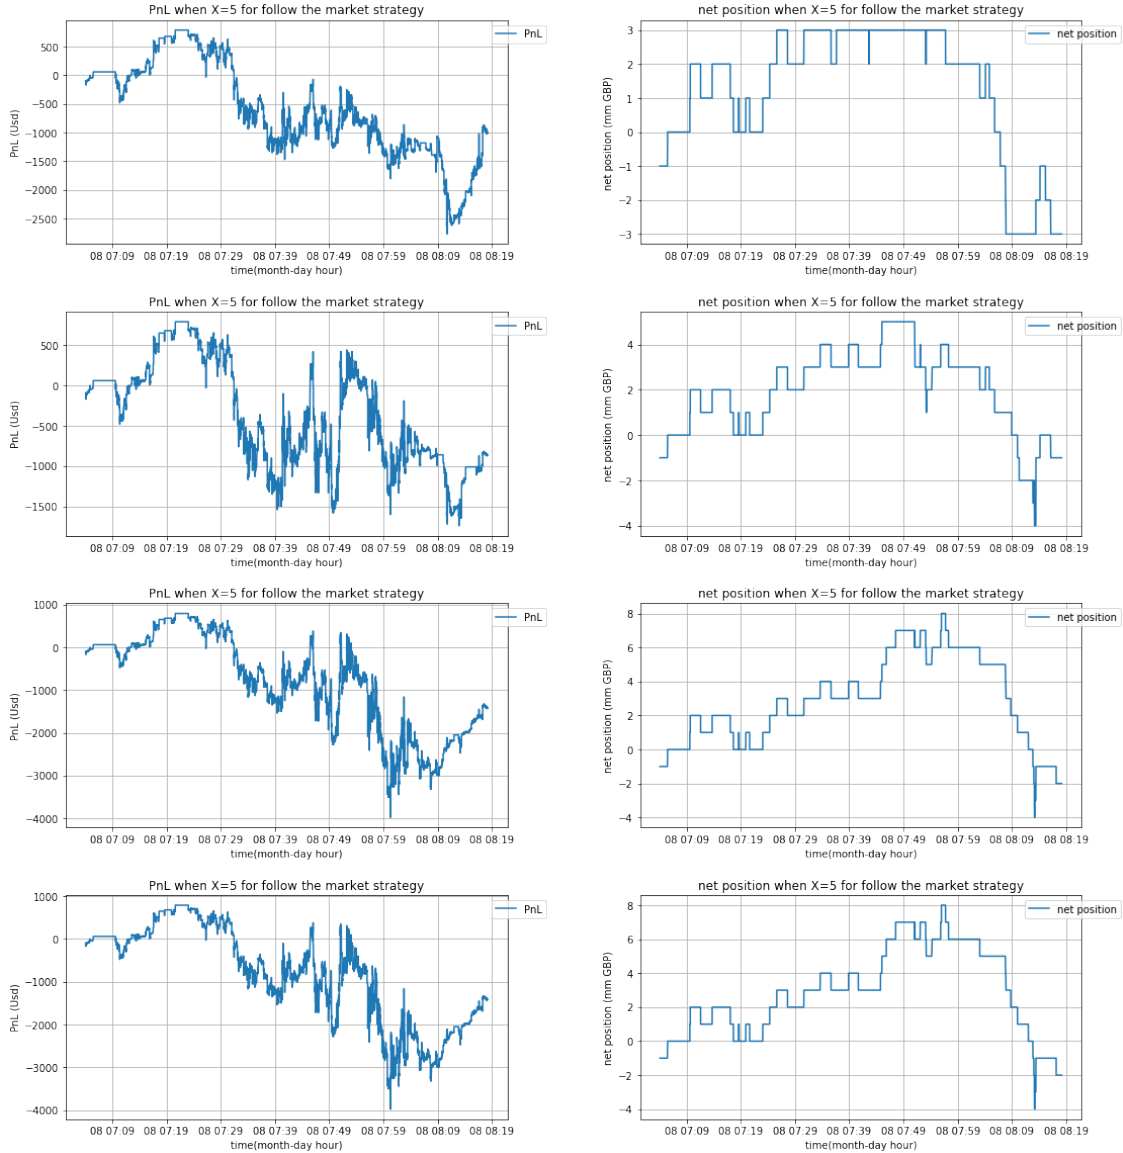 PnL when X=5 for follow the market strategy
PnL
500
0
−500
−1000
−1500
−2000
−2500
PnL (Usd)
08 07:09 08 07:19 08 07:29 08 07:39 08 07:49 08 07:59 08 08:09 08 08:19
time(month-day hour)
net position when X=5 for follow the market strategy
net position
3
2
1
0
−1
−2
−3
net position (mm GBP)
08 07:09 08 07:19 08 07:29 08 07:39 08 07:49 08 07:59 08 08:09 08 08:19
time(month-day hour)
PnL when X=5 for follow the market strategy
PnL
500
0
−500
−1000
−1500
PnL (Usd)
08 07:09 08 07:19 08 07:29 08 07:39 08 07:49 08 07:59 08 08:09 08 08:19
time(month-day hour)
net position when X=5 for follow the market strategy
net position
4
2
0
−2
−4
net position (mm GBP)
08 07:09 08 07:19 08 07:29 08 07:39 08 07:49 08 07:59 08 08:09 08 08:19
time(month-day hour)
PnL when X=5 for follow the market strategy
PnL
1000
0
−1000
−2000
−3000
−4000
PnL (Usd)
08 07:09 08 07:19 08 07:29 08 07:39 08 07:49 08 07:59 08 08:09 08 08:19
time(month-day hour)
net position when X=5 for follow the market strategy
net position
8
6
4
2
0
−2
−4
net position (mm GBP)
08 07:09 08 07:19 08 07:29 08 07:39 08 07:49 08 07:59 08 08:09 08 08:19
time(month-day hour)
PnL when X=5 for follow the market strategy
PnL
1000
0
−1000
−2000
−3000
−4000
PnL (Usd)
08 07:09 08 07:19 08 07:29 08 07:39 08 07:49 08 07:59 08 08:09 08 08:19
time(month-day hour)
net position when X=5 for follow the market strategy
net position
8
6
4
2
0
−2
−4
net position (mm GBP)
08 07:09 08 07:19 08 07:29 08 07:39 08 07:49 08 07:59 08 08:09 08 08:19
time(month-day hour)